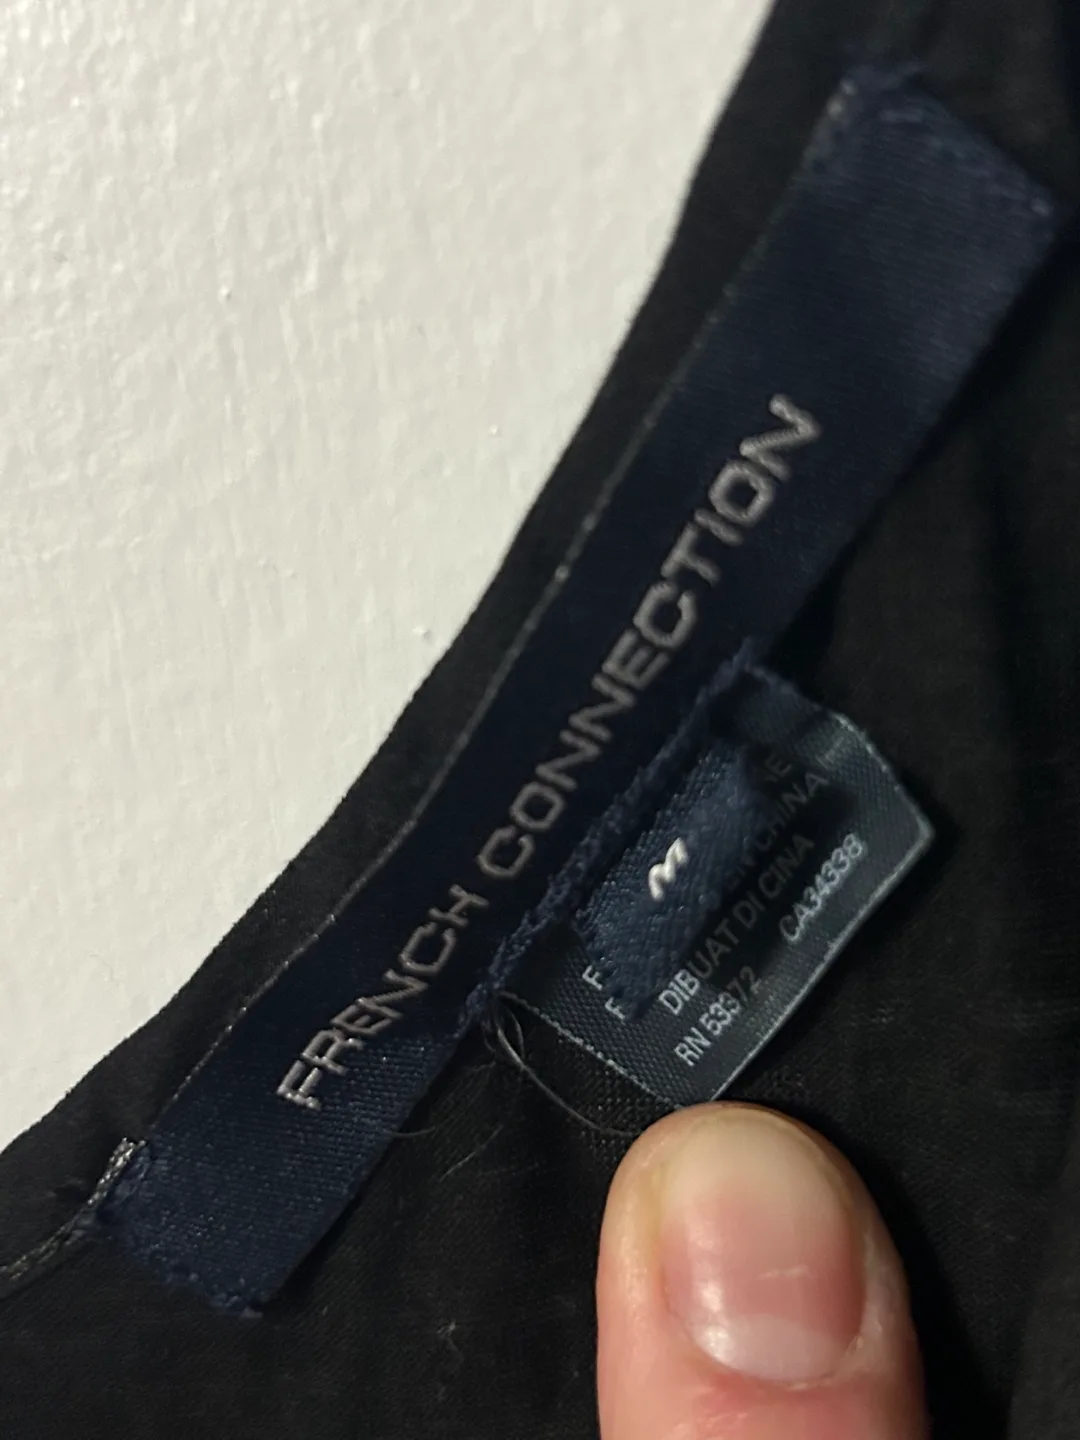 FRENCH CONNECTION
M
DIBUAT DI CINA
RN 53372
CA34338